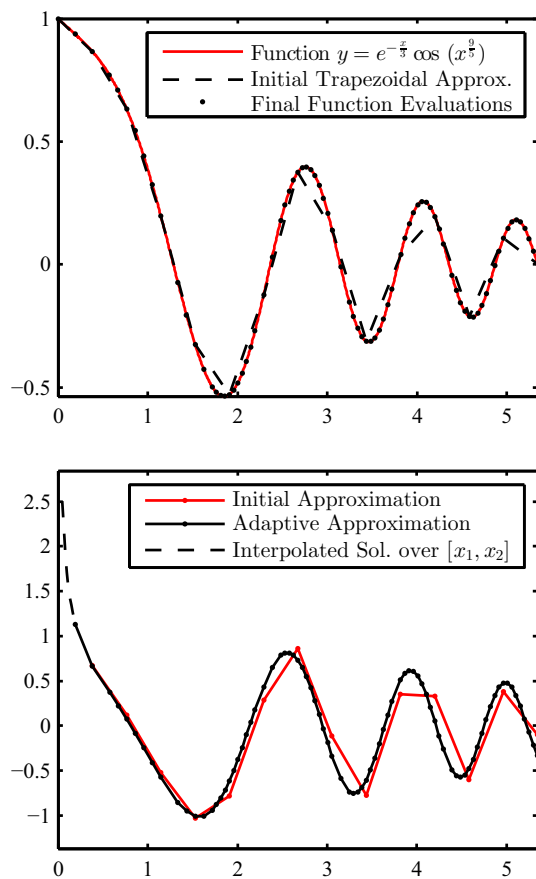 Function $y = e^{-\frac{x}{3}} \cos (x^{\frac{9}{5}})$
Initial Trapezoidal Approx.
Final Function Evaluations
1
0.5
0
−0.5
0 1 2 3 4 5
Initial Approximation
Adaptive Approximation
Interpolated Sol. over $[x_1, x_2]$
2.5
2
1.5
1
0.5
0
−0.5
−1
0 1 2 3 4 5